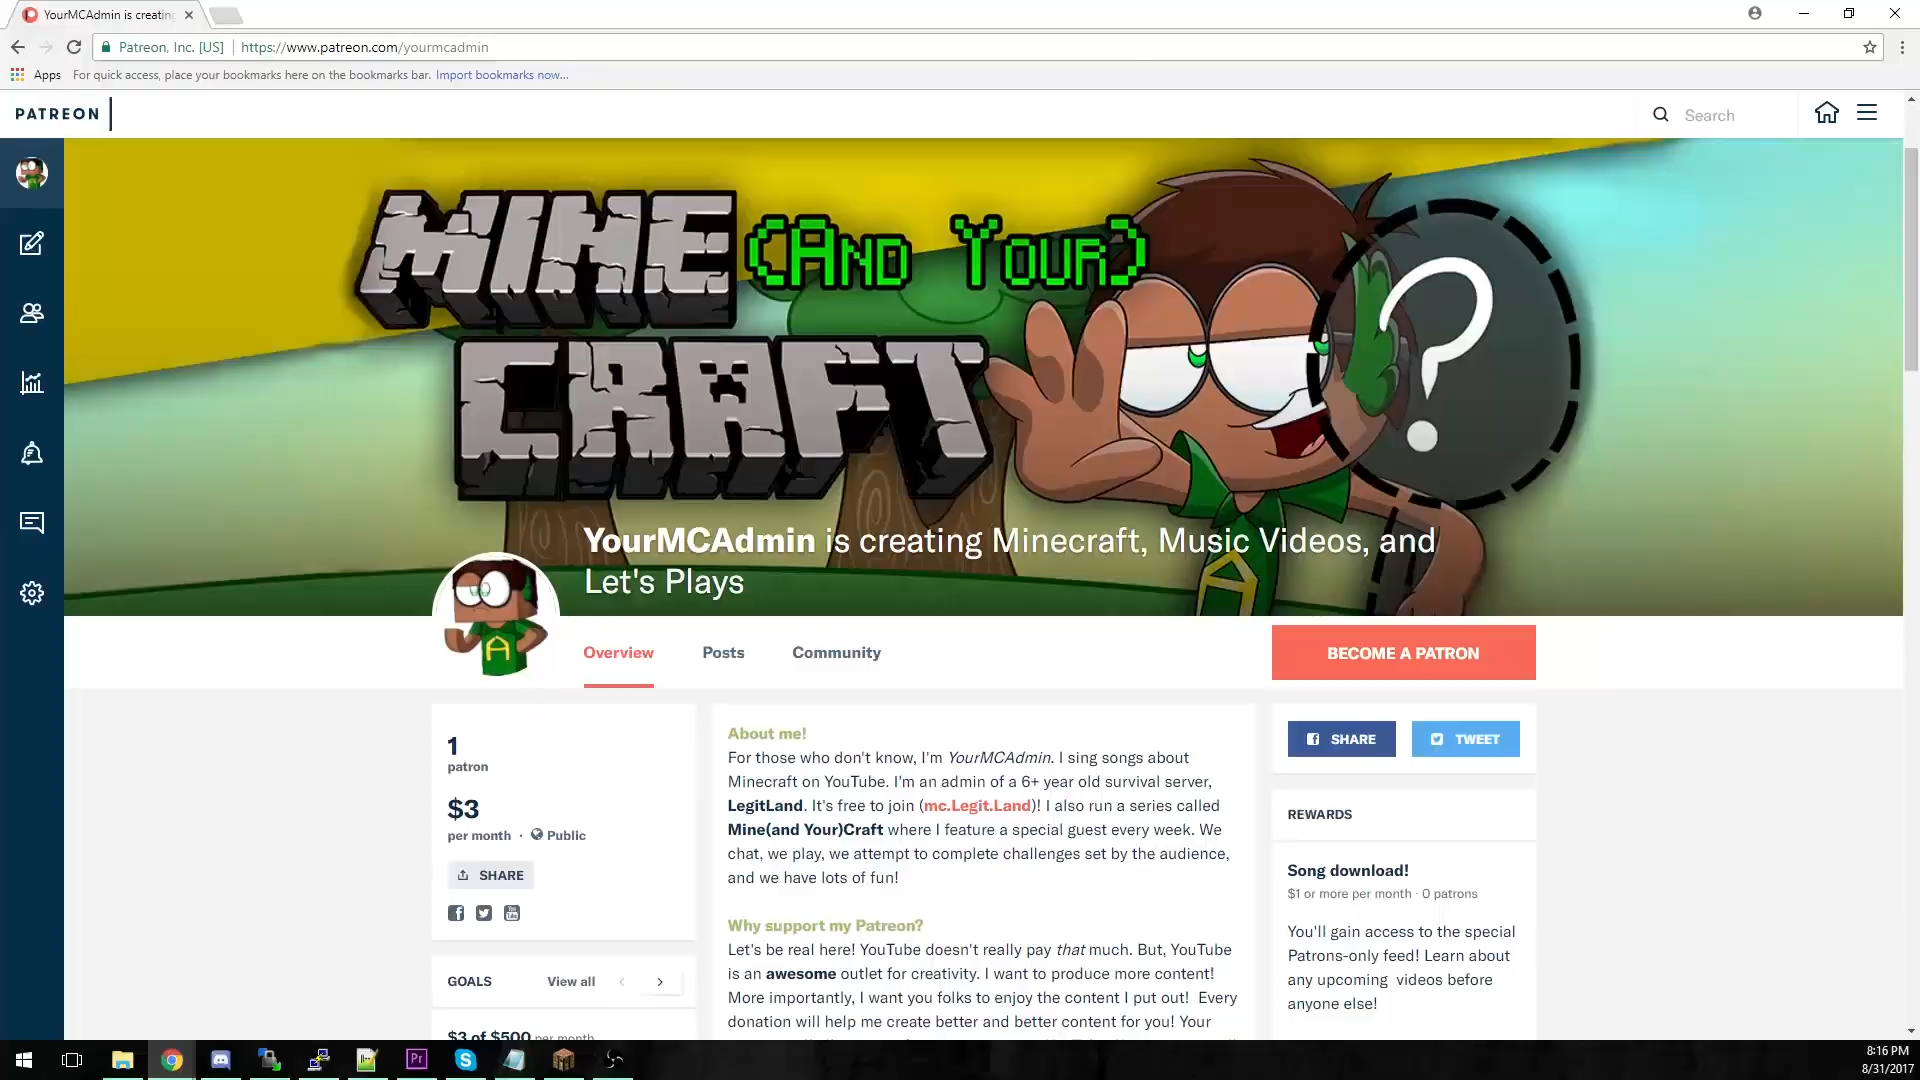 YourMCAdmin is creatin
Patreon, Inc. [US]
https://www.patreon.com/yourmcadmin
Apps
For quick access, place your bookmarks here on the bookmarks bar. Import bookmarks now...
PATREON
Search
MINE (AND YOUR)
CRAFT
?
YourMCAdmin is creating Minecraft, Music Videos, and
Let's Plays
A
A
Overview
Posts
Community
BECOME A PATRON
1
patron
$3
per month · Public
SHARE
GOALS
View all
$3 of $500 per month
About me!
For those who don't know, I'm YourMCAdmin. I sing songs about
Minecraft on YouTube. I'm an admin of a 6+ year old survival server,
LegitLand. It's free to join (mc.Legit.Land)! I also run a series called
Mine(and Your)Craft where I feature a special guest every week. We
chat, we play, we attempt to complete challenges set by the audience,
and we have lots of fun!
Why support my Patreon?
Let's be real here! YouTube doesn't really pay that much. But, YouTube
is an awesome outlet for creativity. I want to produce more content!
More importantly, I want you folks to enjoy the content I put out! Every
donation will help me create better and better content for you! Your
SHARE
TWEET
REWARDS
Song download!
$1 or more per month · 0 patrons
You'll gain access to the special
Patrons-only feed! Learn about
any upcoming videos before
anyone else!
Pr
8:16 PM
8/31/2017